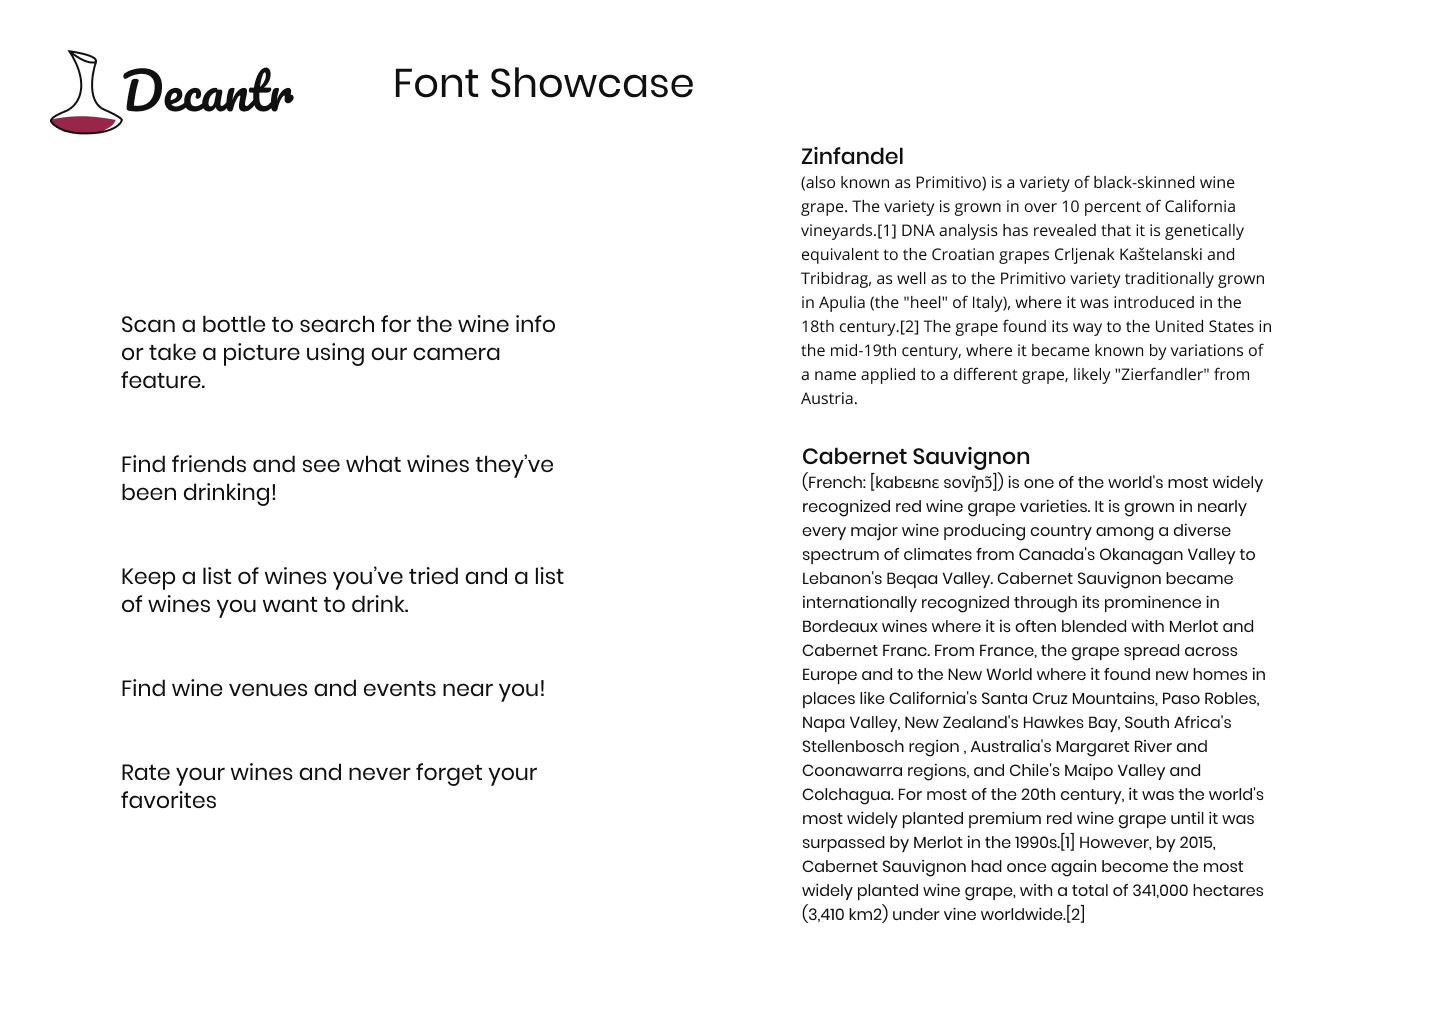 Decantr
Font Showcase
Scan a bottle to search for the wine info
or take a picture using our camera
feature.
Find friends and see what wines they’ve
been drinking!
Keep a list of wines you’ve tried and a list
of wines you want to drink.
Find wine venues and events near you!
Rate your wines and never forget your
favorites
Zinfandel
(also known as Primitivo) is a variety of black-skinned wine
grape. The variety is grown in over 10 percent of California
vineyards.[1] DNA analysis has revealed that it is genetically
equivalent to the Croatian grapes Crljenak Kaštelanski and
Tribidrag, as well as to the Primitivo variety traditionally grown
in Apulia (the "heel" of Italy), where it was introduced in the
18th century.[2] The grape found its way to the United States in
the mid-19th century, where it became known by variations of
a name applied to a different grape, likely "Zierfandler" from
Austria.
Cabernet Sauvignon
(French: [kabɛʁnɛ soviɲɔ̃]) is one of the world's most widely
recognized red wine grape varieties. It is grown in nearly
every major wine producing country among a diverse
spectrum of climates from Canada's Okanagan Valley to
Lebanon's Beqaa Valley. Cabernet Sauvignon became
internationally recognized through its prominence in
Bordeaux wines where it is often blended with Merlot and
Cabernet Franc. From France, the grape spread across
Europe and to the New World where it found new homes in
places like California's Santa Cruz Mountains, Paso Robles,
Napa Valley, New Zealand's Hawkes Bay, South Africa's
Stellenbosch region , Australia's Margaret River and
Coonawarra regions, and Chile's Maipo Valley and
Colchagua. For most of the 20th century, it was the world's
most widely planted premium red wine grape until it was
surpassed by Merlot in the 1990s.[1] However, by 2015,
Cabernet Sauvignon had once again become the most
widely planted wine grape, with a total of 341,000 hectares
(3,410 km2) under vine worldwide.[2]